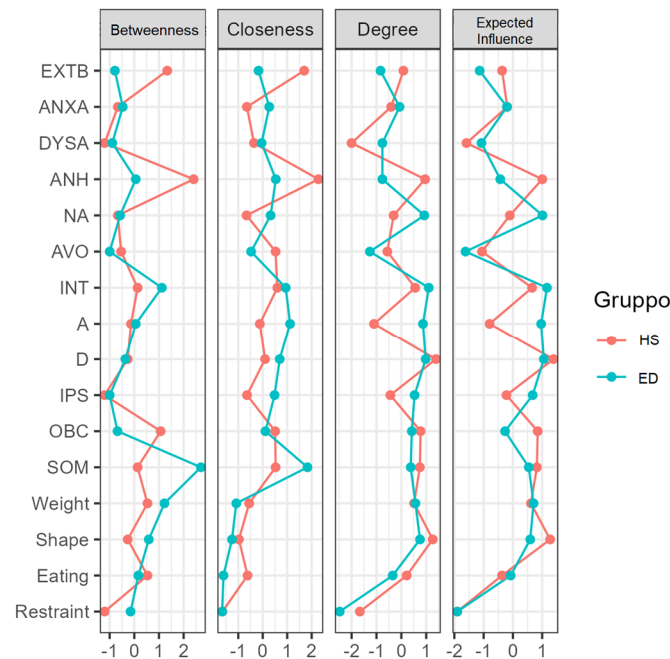 Betweenness Closeness Degree Expected
Influence
EXTB
ANXA
DYSA
ANH
NA
AVO
INT
A
D
IPS
OBC
SOM
Weight
Shape
Eating
Restraint
-1 0 1 2 -1 0 1 2 -2 -1 0 1 -2 -1 0 1
Gruppo
HS
ED